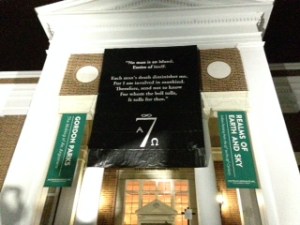 "No man is an island,
Entire of itself
Each man's death diminishes me,
For I am involved in mankind.
Therefore, send not to know
For whom the bell tolls,
It tolls for thee."
7
Λ Ω
GORDON PARKS
REALMS OF
EARTH AND SKY